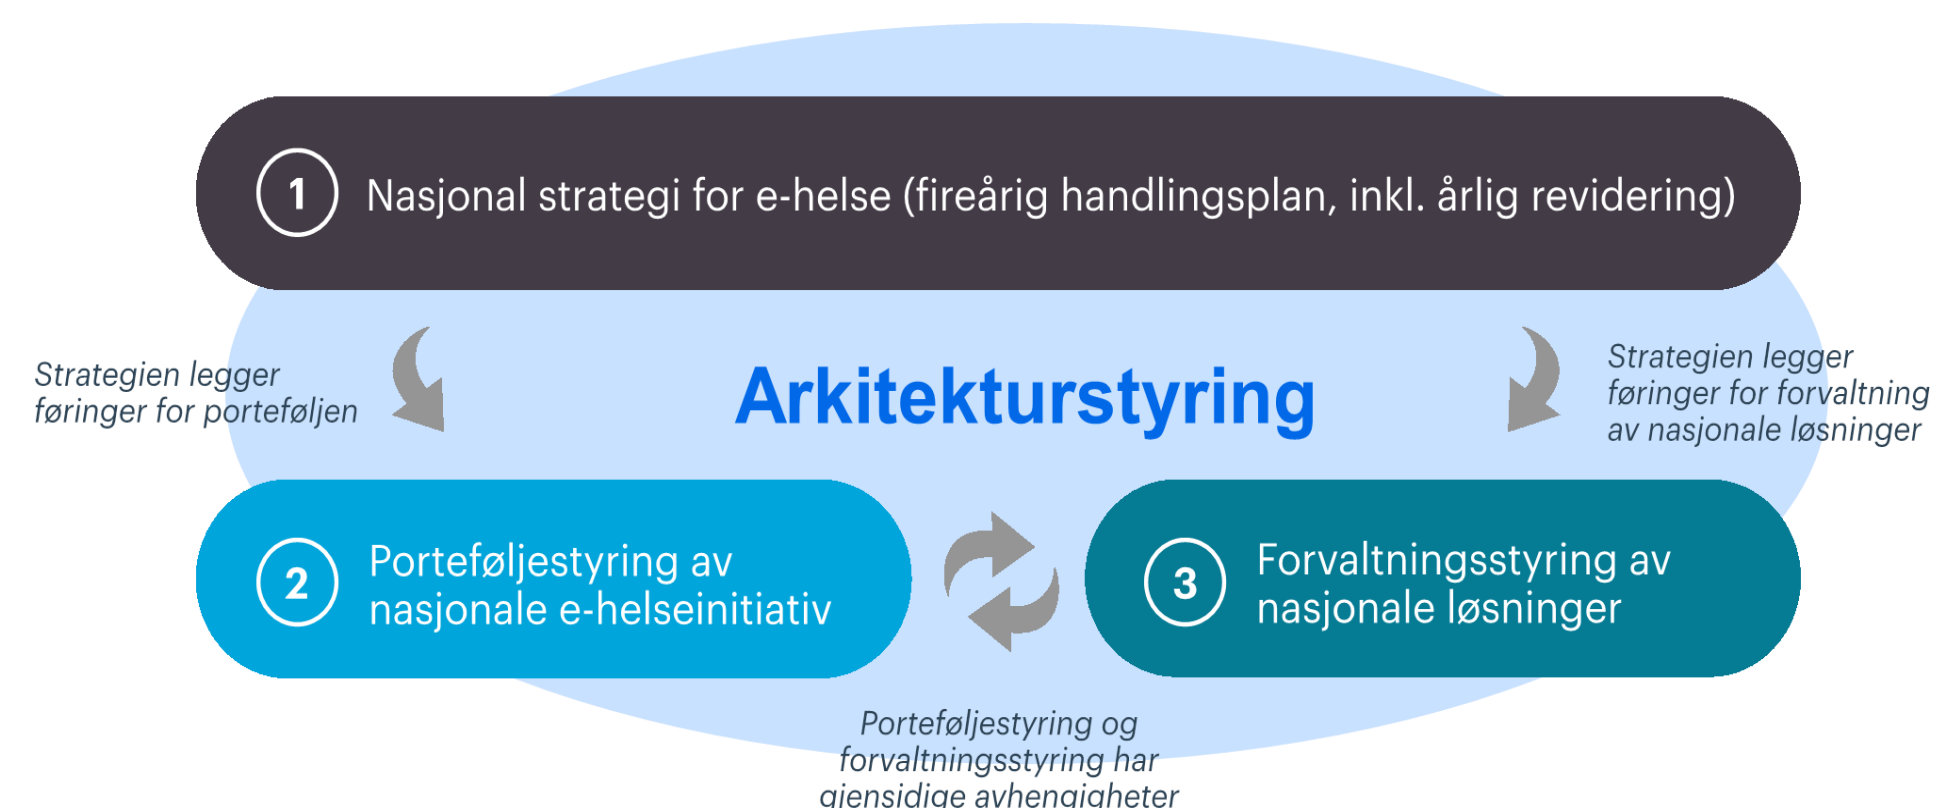 1 Nasjonal strategi for e-helse (fireårig handlingsplan, inkl. årlig revidering)
Strategien legger
føringer for porteføljen
Arkitekturstyring
Strategien legger
føringer for forvaltning
av nasjonale løsninger
2 Porteføljestyring av
nasjonale e-helseinitiativ
3 Forvaltningsstyring av
nasjonale løsninger
Porteføljestyring og
forvaltningsstyring har
gjensidige avhengigheter